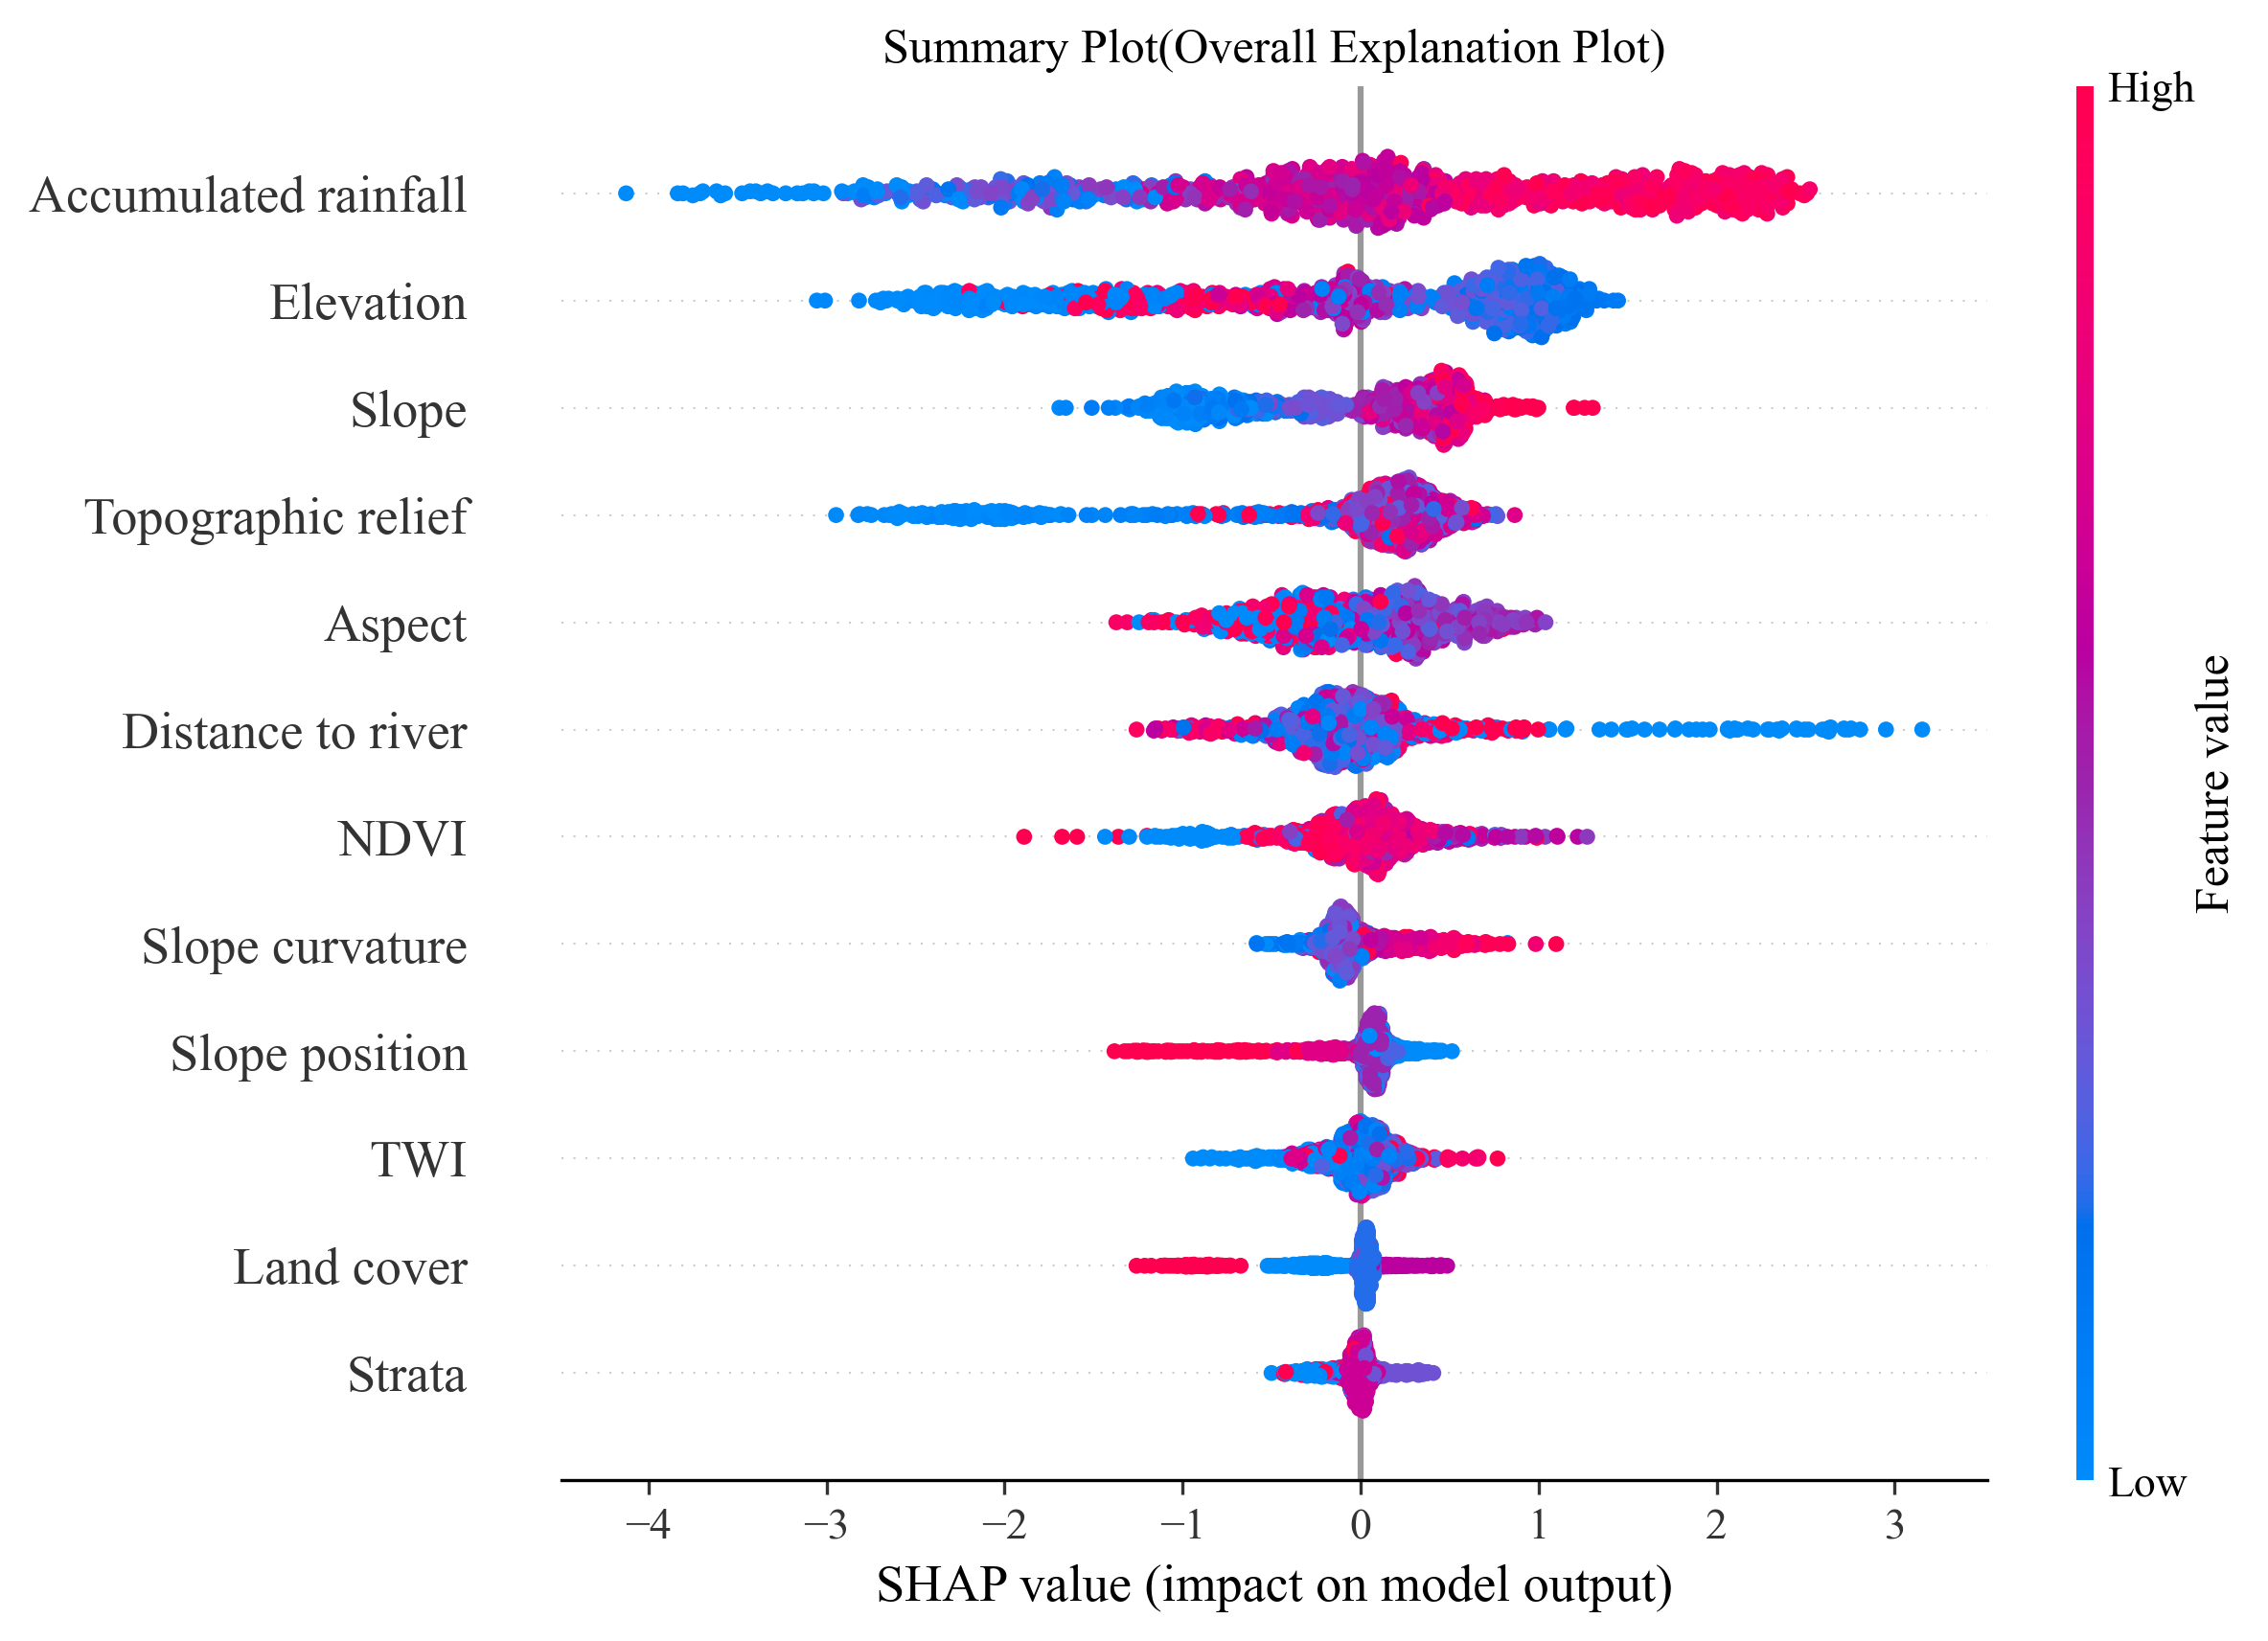 Summary Plot(Overall Explanation Plot)
High
Accumulated rainfall
Elevation
Slope
Topographic relief
Aspect
Distance to river
NDVI
Slope curvature
Slope position
TWI
Land cover
Strata
Feature value
Low
−4 −3 −2 −1 0 1 2 3
SHAP value (impact on model output)